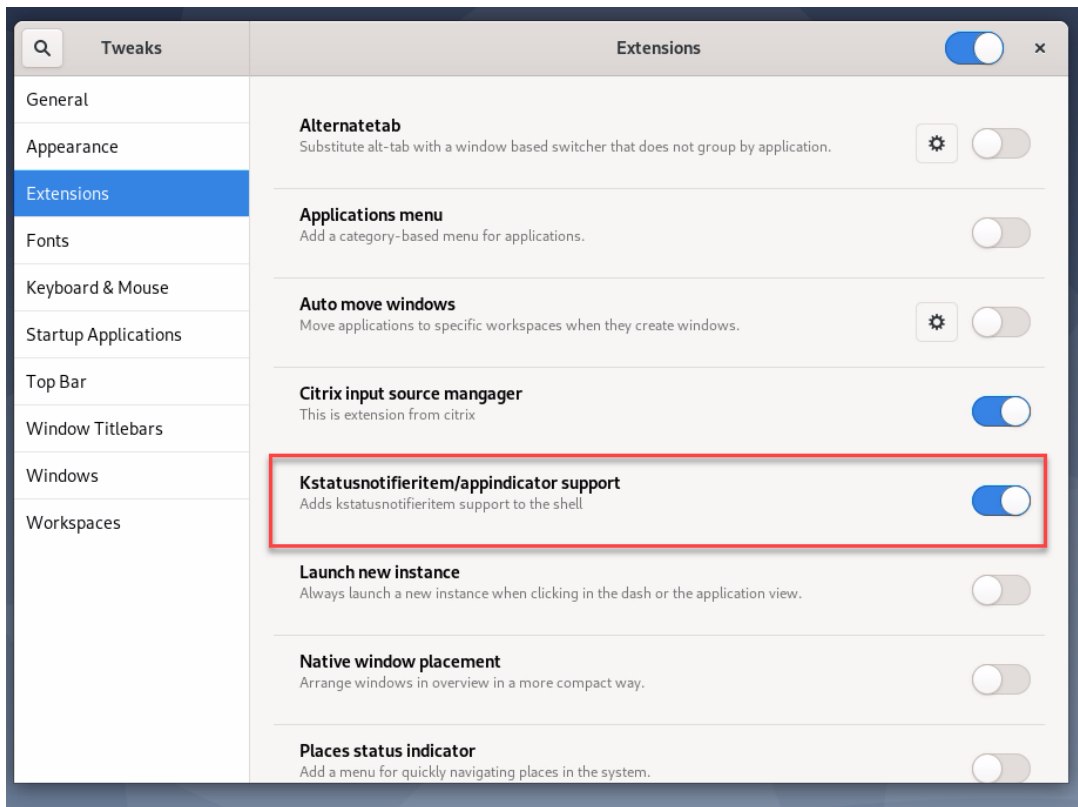 Tweaks
Extensions
General
Appearance
Extensions
Fonts
Keyboard & Mouse
Startup Applications
Top Bar
Window Titlebars
Windows
Workspaces
Alternatetab
Substitute alt-tab with a window based switcher that does not group by application.
Applications menu
Add a category-based menu for applications.
Auto move windows
Move applications to specific workspaces when they create windows.
Citrix input source mangager
This is extension from citrix
Kstatusnotifieritem/appindicator support
Adds kstatusnotifieritem support to the shell
Launch new instance
Always launch a new instance when clicking in the dash or the application view.
Native window placement
Arrange windows in overview in a more compact way.
Places status indicator
Add a menu for quickly navigating places in the system.